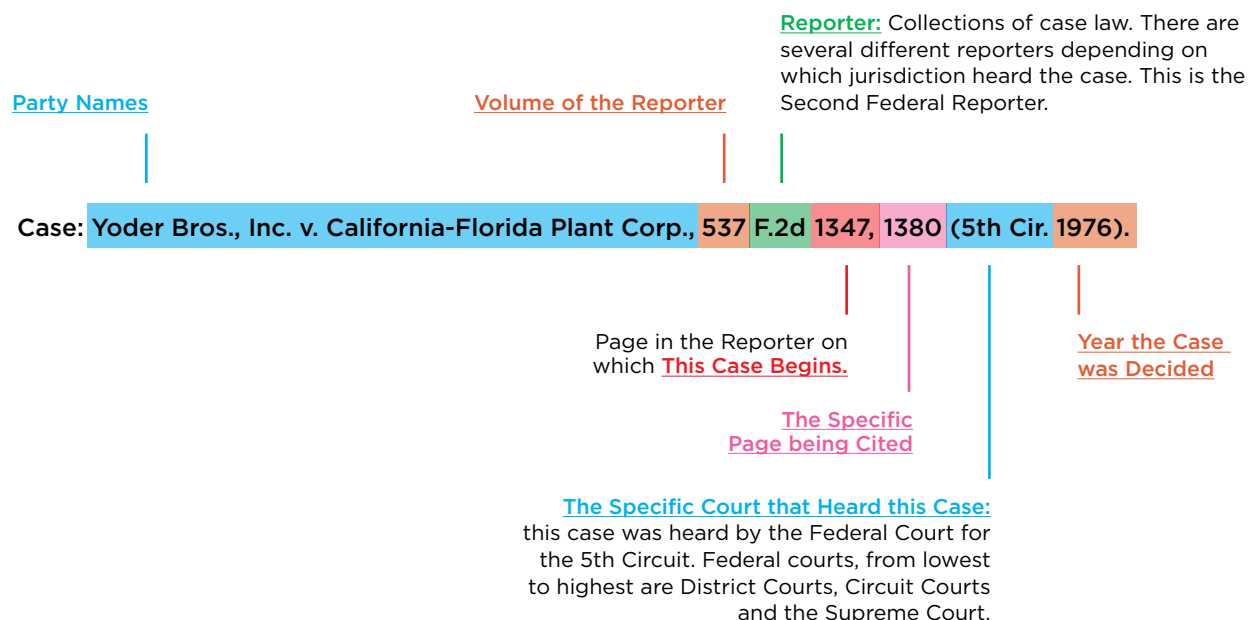 Reporter: Collections of case law. There are
several different reporters depending on
which jurisdiction heard the case. This is the
Second Federal Reporter.
Party Names
Volume of the Reporter
Case: Yoder Bros., Inc. v. California-Florida Plant Corp., 537 F.2d 1347, 1380 (5th Cir. 1976).
Page in the Reporter on
which This Case Begins.
Year the Case
was Decided
The Specific
Page being Cited
The Specific Court that Heard this Case:
this case was heard by the Federal Court for
the 5th Circuit. Federal courts, from lowest
to highest are District Courts, Circuit Courts
and the Supreme Court.